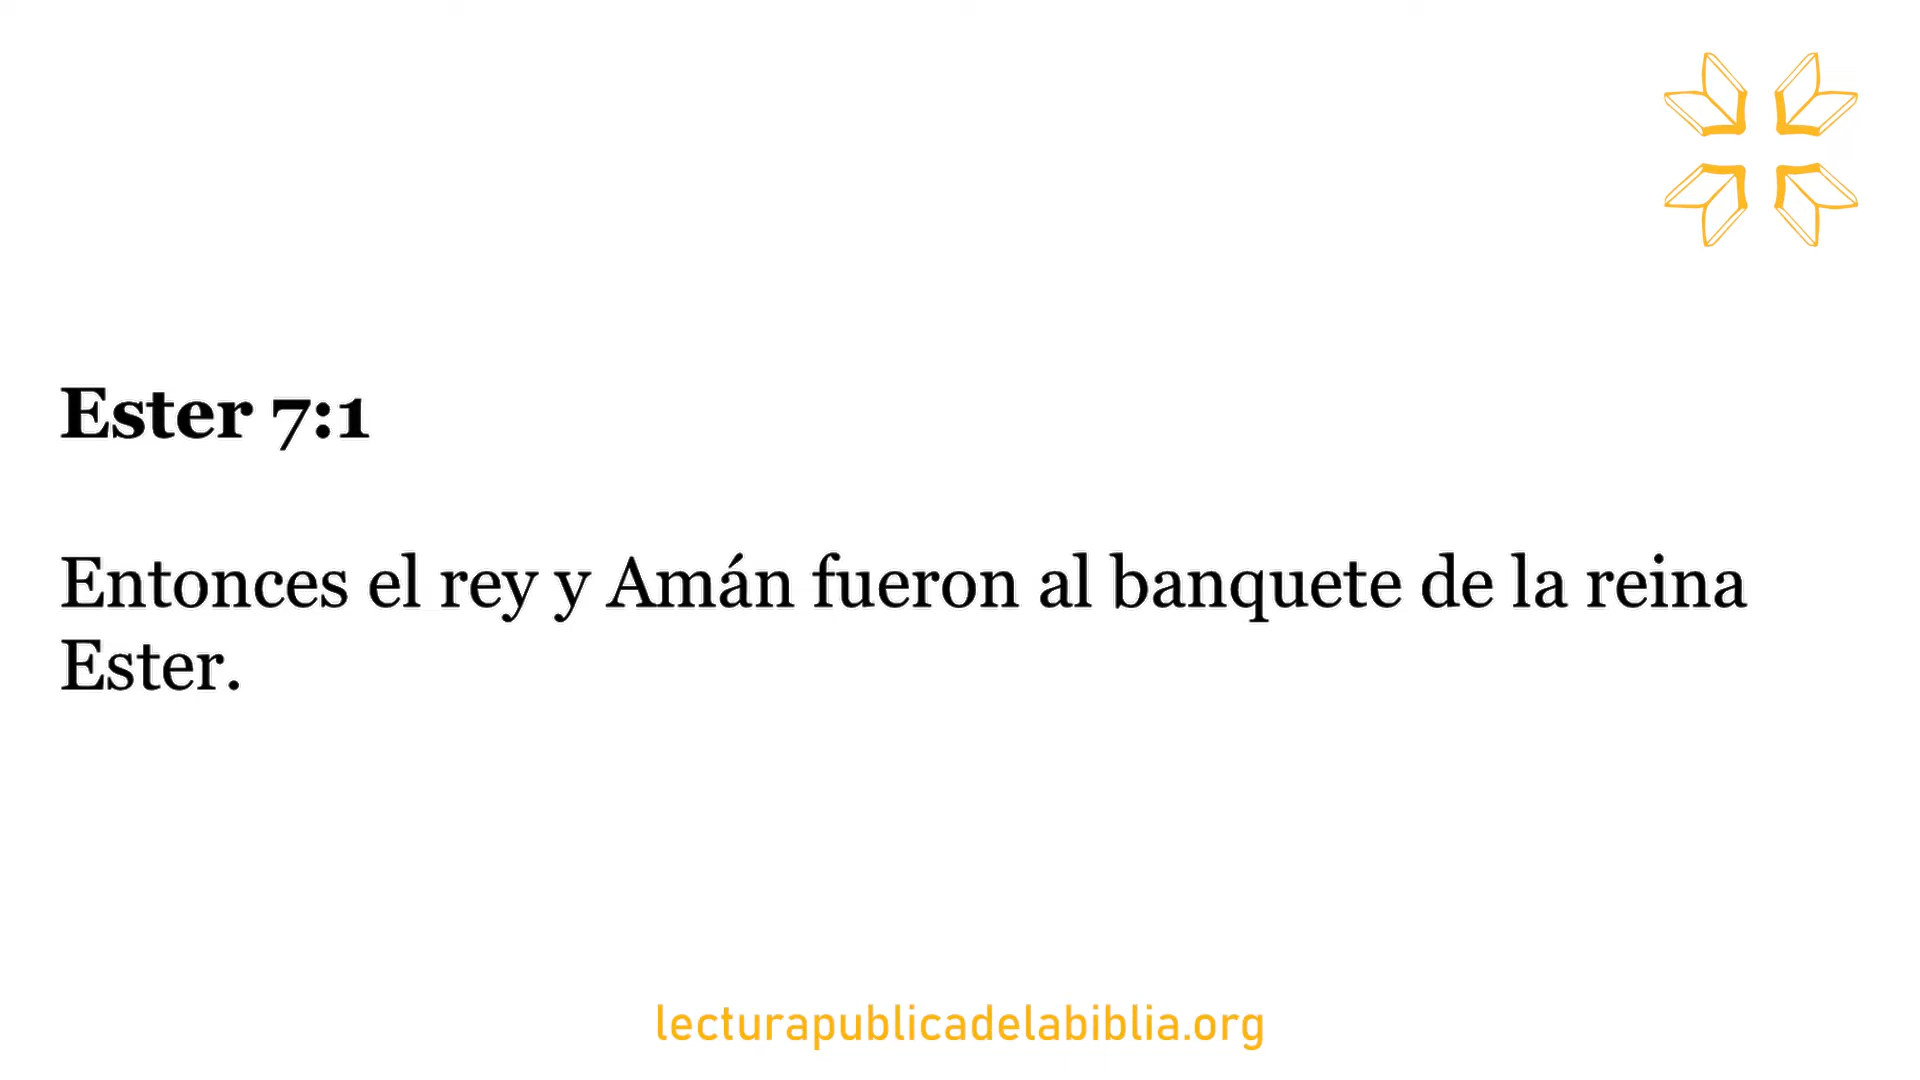 Ester 7:1
Entonces el rey y Amán fueron al banquete de la reina
Ester.
lecturapublicadelabiblia.org